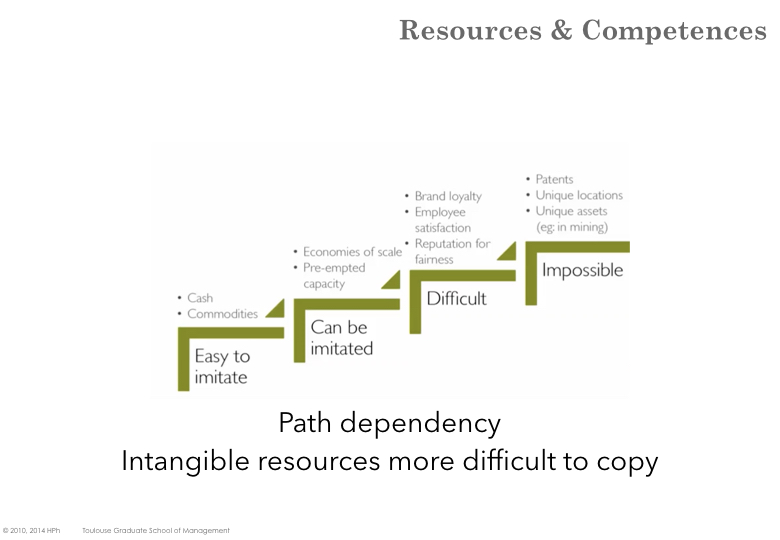 Resources & Competences
• Cash
• Commodities
Easy to
imitate
• Economies of scale
• Pre-empted
capacity
Can be
imitated
• Brand loyalty
• Employee
satisfaction
• Reputation for
fairness
Difficult
• Patents
• Unique locations
• Unique assets
(eg: in mining)
Impossible
Path dependency
Intangible resources more difficult to copy
© 2010, 2014 HPh Toulouse Graduate School of Management